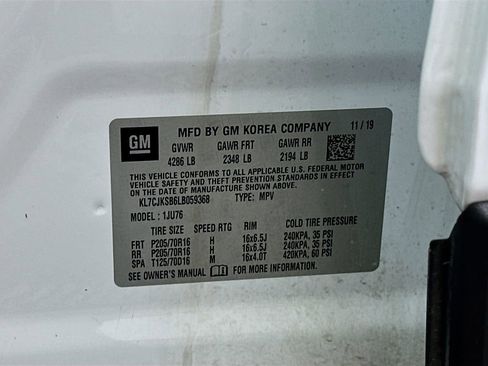 GM
MFD BY GM KOREA COMPANY 11/19
GVWR GAWR FRT GAWR RR
4286 LB 2348 LB 2194 LB
THIS VEHICLE CONFORMS TO ALL APPLICABLE U.S. FEDERAL MOTOR
VEHICLE SAFETY AND THEFT PREVENTION STANDARDS IN EFFECT ON
THE DATE OF MANUFACTURE SHOWN ABOVE.
KL7CJKSB6LB059368 TYPE: MPV
MODEL: 1JU76
TIRE SIZE SPEED RTG RIM COLD TIRE PRESSURE
FRT P205/70R16 H 16x6.5J 240KPA, 35 PSI
RR P205/70R16 H 16x6.5J 240KPA, 35 PSI
SPA T125/70D16 M 16x4.0T 420KPA, 60 PSI
SEE OWNER'S MANUAL FOR MORE INFORMATION.